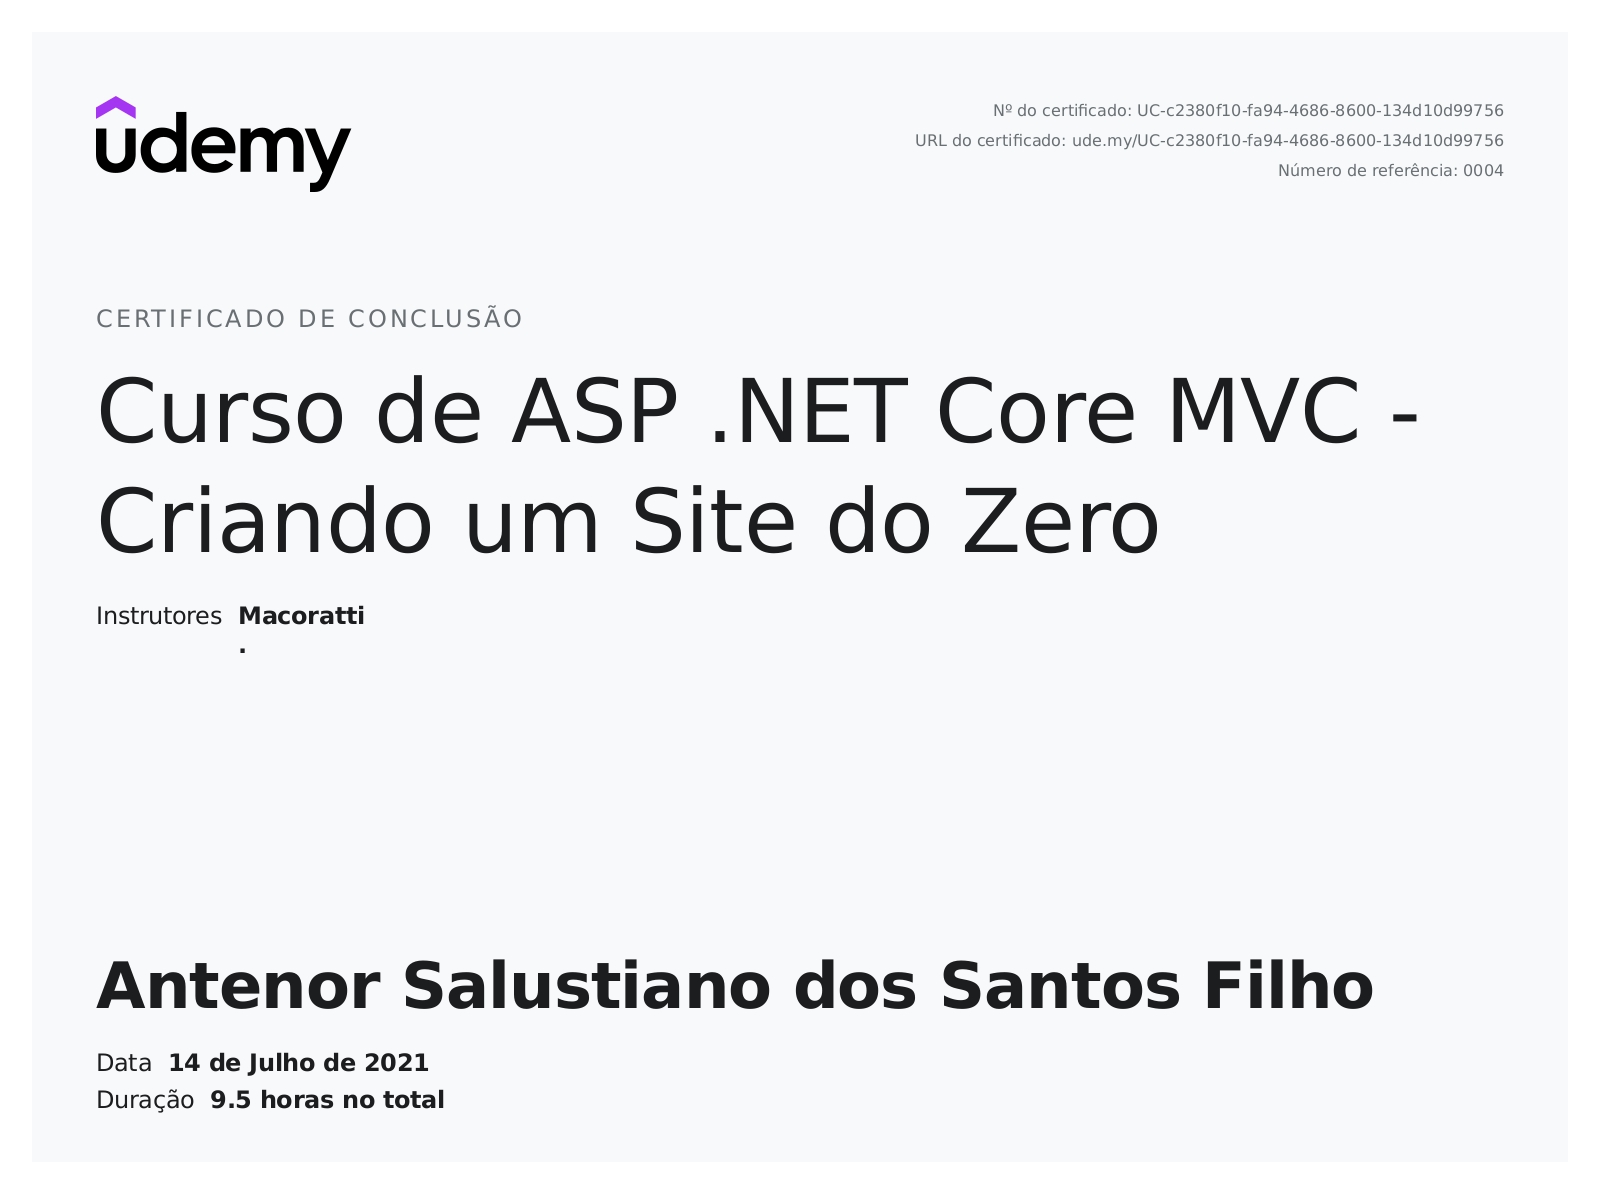 udemy
Nº do certificado: UC-c2380f10-fa94-4686-8600-134d10d99756
URL do certificado: ude.my/UC-c2380f10-fa94-4686-8600-134d10d99756
Número de referência: 0004
CERTIFICADO DE CONCLUSÃO
Curso de ASP .NET Core MVC -
Criando um Site do Zero
Instrutores Macoratti
.
Antenor Salustiano dos Santos Filho
Data 14 de Julho de 2021
Duração 9.5 horas no total